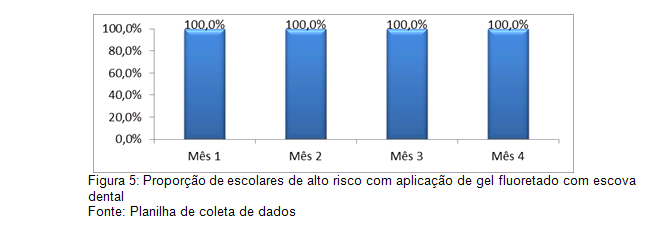 100,0% 100,0% 100,0% 100,0% 100,0%
80,0%
60,0%
40,0%
20,0%
0,0%
Mês 1 Mês 2 Mês 3 Mês 4
Figura 5: Proporção de escolares de alto risco com aplicação de gel fluoretado com escova
dental
Fonte: Planilha de coleta de dados